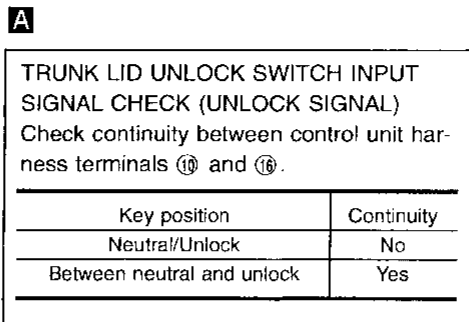 A
TRUNK LID UNLOCK SWITCH INPUT
SIGNAL CHECK (UNLOCK SIGNAL)
Check continuity between control unit har-
ness terminals ⑩ and ⑯.
Key position Continuity
Neutral/Unlock No
Between neutral and unlock Yes